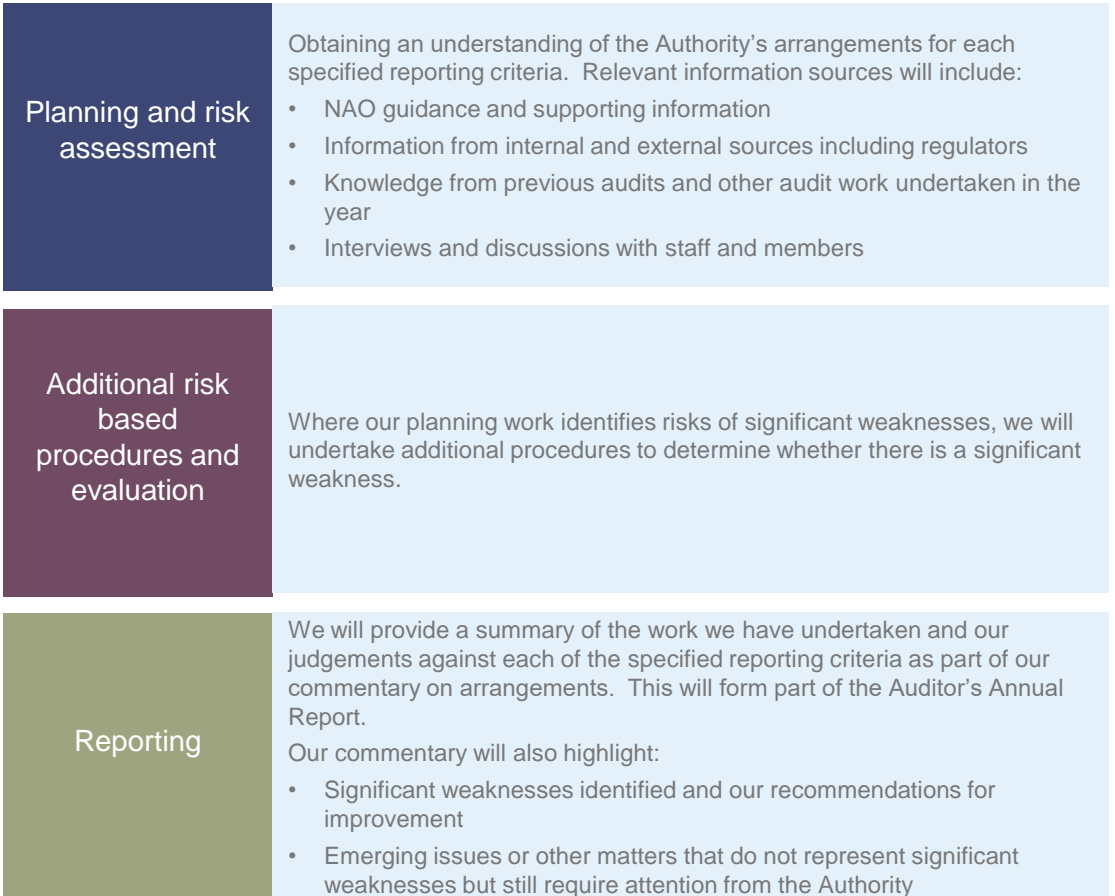 Planning and risk
assessment
Obtaining an understanding of the Authority’s arrangements for each
specified reporting criteria.  Relevant information sources will include:
• NAO guidance and supporting information
• Information from internal and external sources including regulators
• Knowledge from previous audits and other audit work undertaken in the
year
• Interviews and discussions with staff and members
Additional risk
based
procedures and
evaluation
Where our planning work identifies risks of significant weaknesses, we will
undertake additional procedures to determine whether there is a significant
weakness.
Reporting
We will provide a summary of the work we have undertaken and our
judgements against each of the specified reporting criteria as part of our
commentary on arrangements.  This will form part of the Auditor’s Annual
Report.
Our commentary will also highlight:
• Significant weaknesses identified and our recommendations for
improvement
• Emerging issues or other matters that do not represent significant
weaknesses but still require attention from the Authority